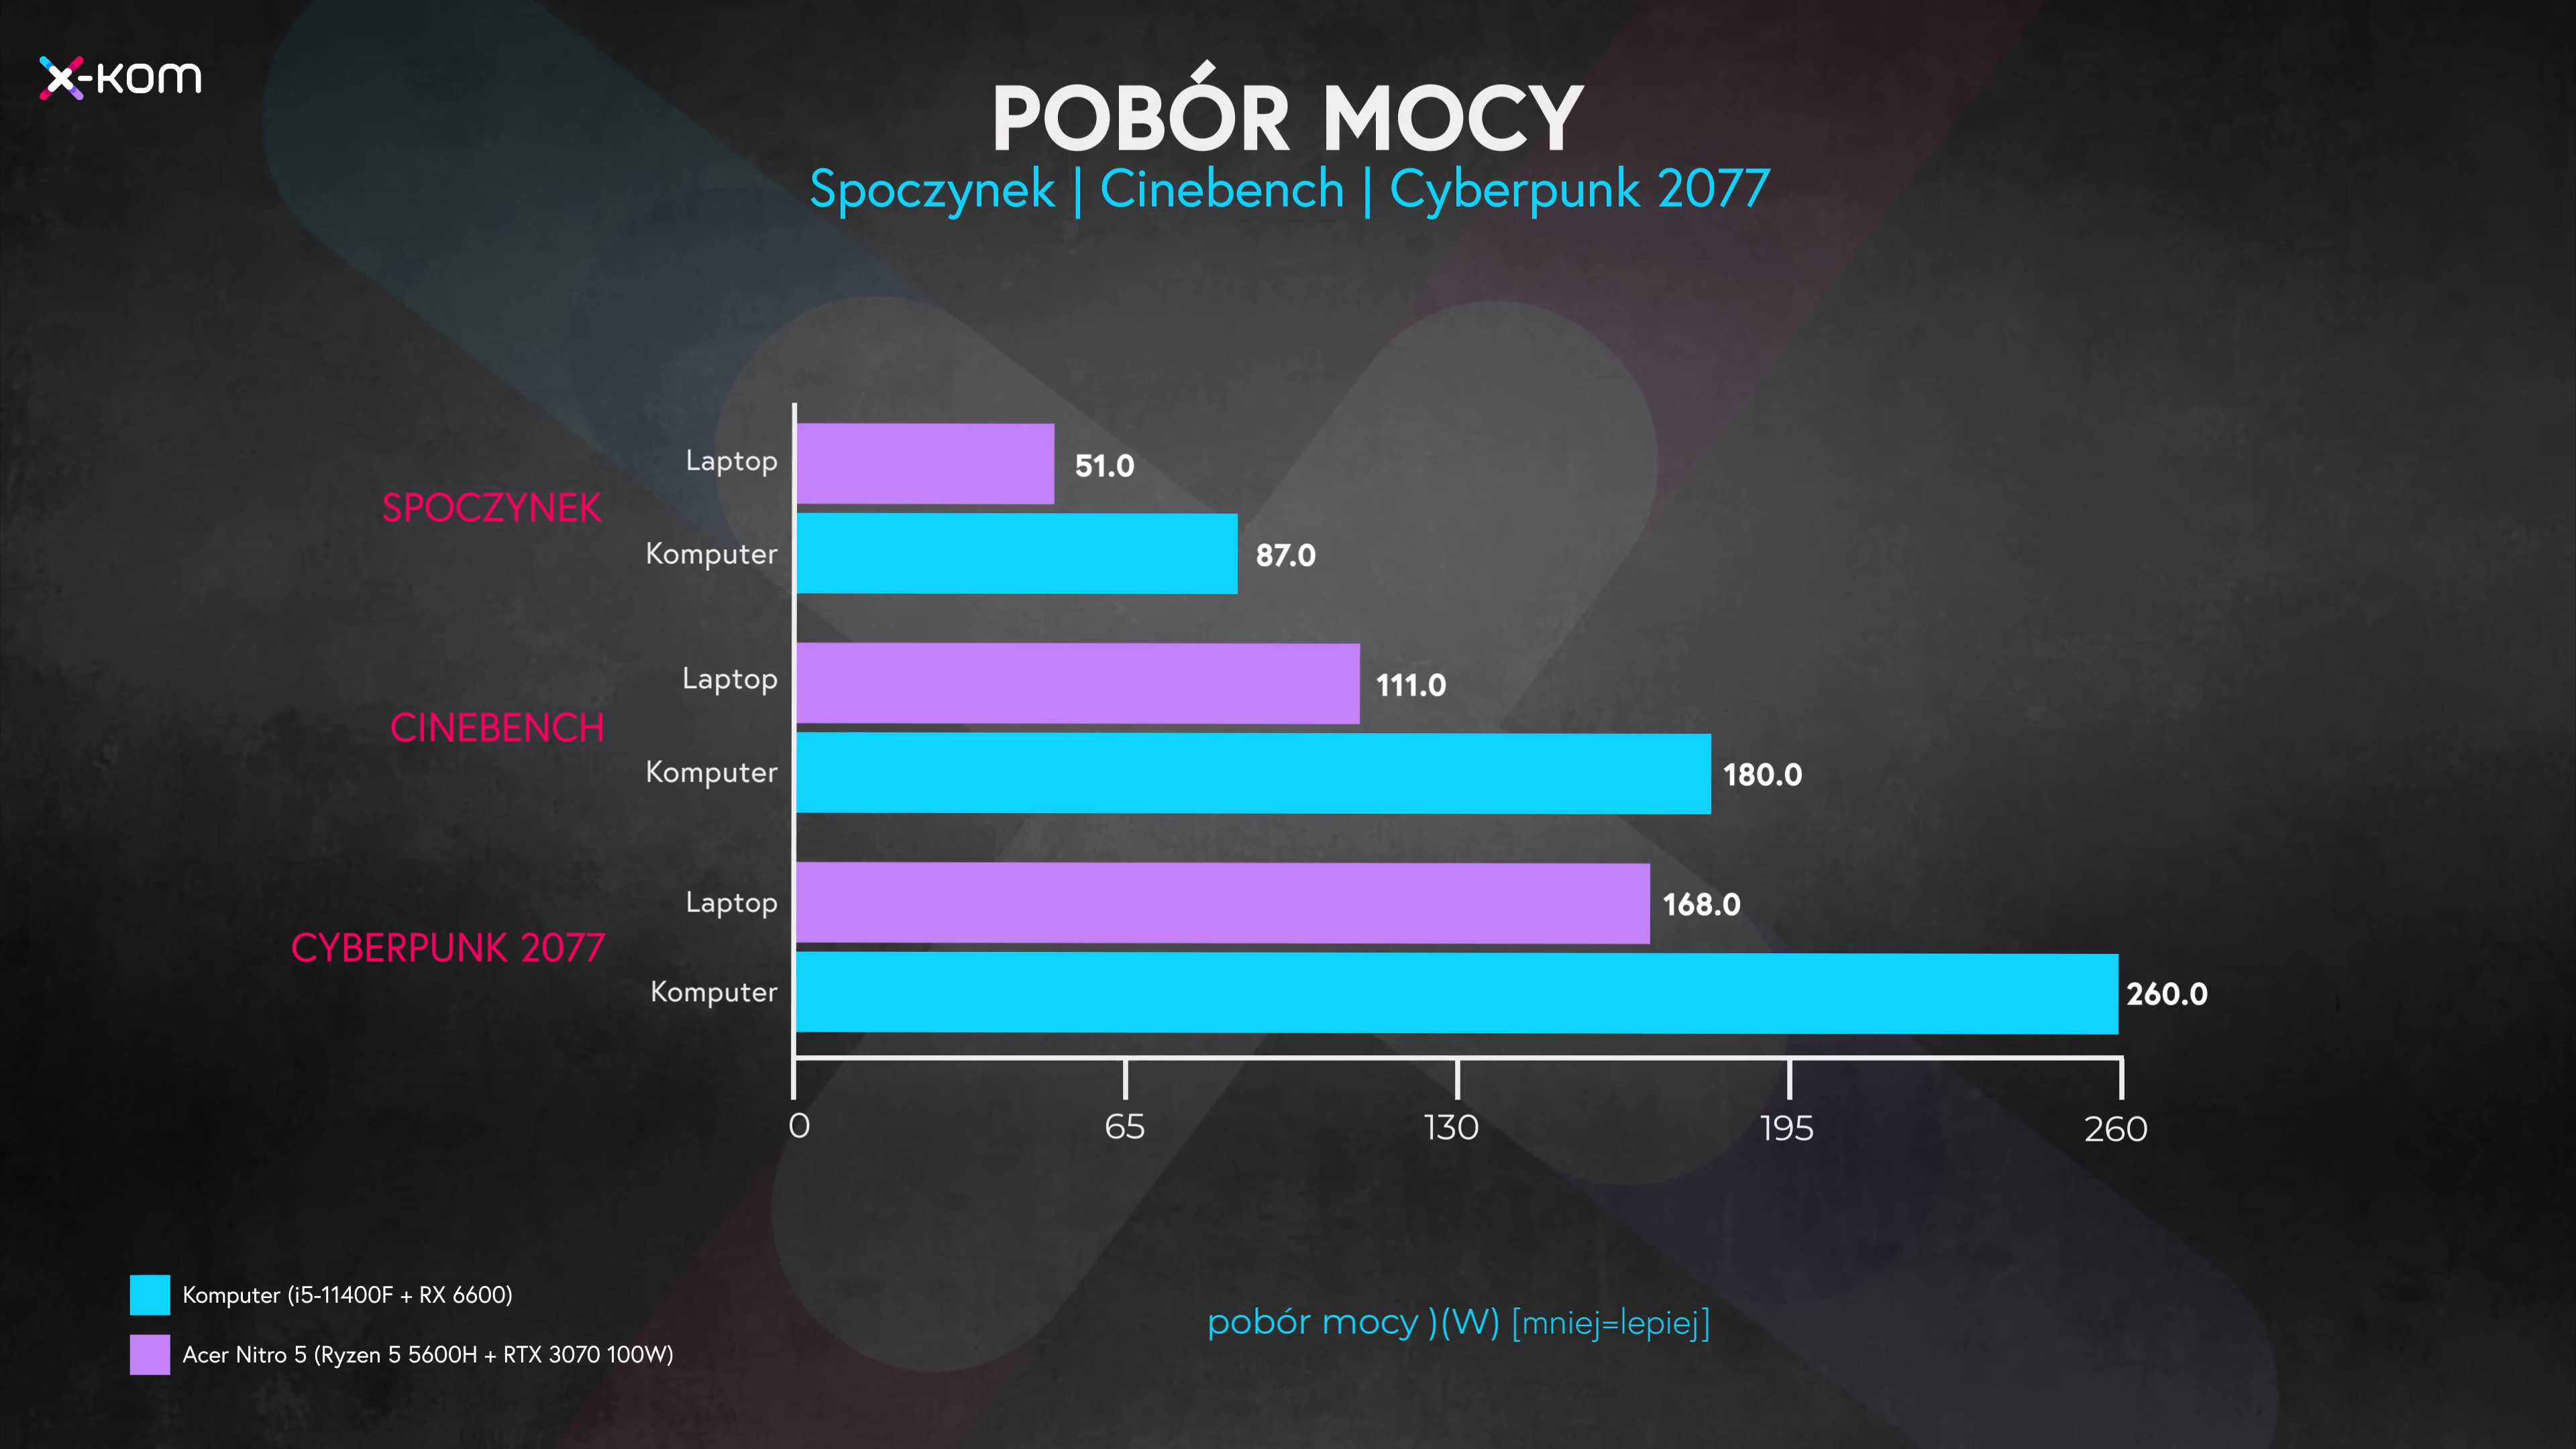 x-kom
POBÓR MOCY
Spoczynek | Cinebench | Cyberpunk 2077
SPOCZYNEK
Laptop
51.0
Komputer
87.0
CINEBENCH
Laptop
111.0
Komputer
180.0
CYBERPUNK 2077
Laptop
168.0
Komputer
260.0
0 65 130 195 260
Komputer (i5-11400F + RX 6600)
Acer Nitro 5 (Ryzen 5 5600H + RTX 3070 100W)
pobór mocy )(W) [mniej=lepiej]